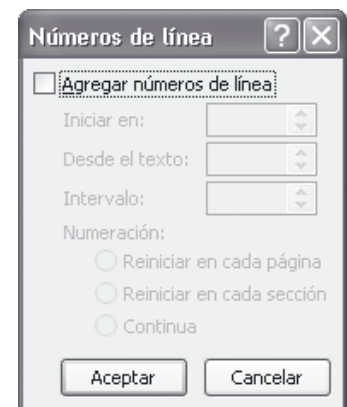 Números de línea
Agregar números de línea
Iniciar en:
Desde el texto:
Intervalo:
Numeración:
Reiniciar en cada página
Reiniciar en cada sección
Continua
Aceptar Cancelar